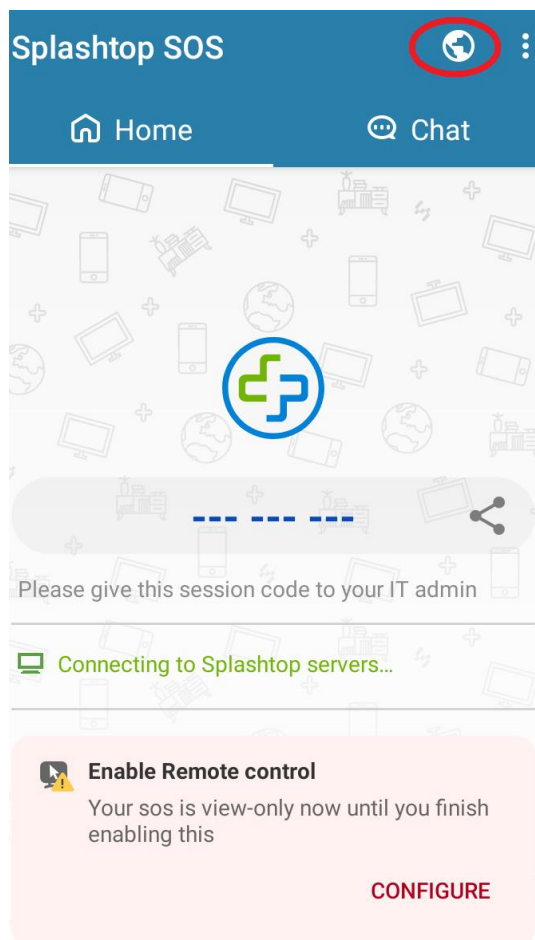 Splashtop SOS
Home
Chat
--- --- ---
Please give this session code to your IT admin
Connecting to Splashtop servers...
Enable Remote control
Your sos is view-only now until you finish
enabling this
CONFIGURE